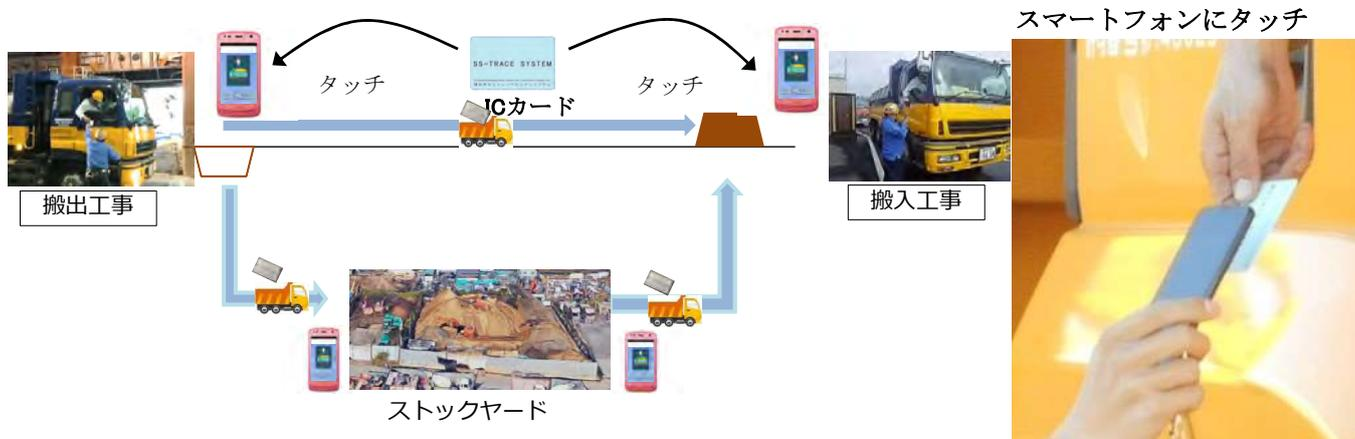 スマートフォンにタッチ
SS-TRACE SYSTEM
タッチ
タッチ
ICカード
搬出工事
搬入工事
ストックヤード